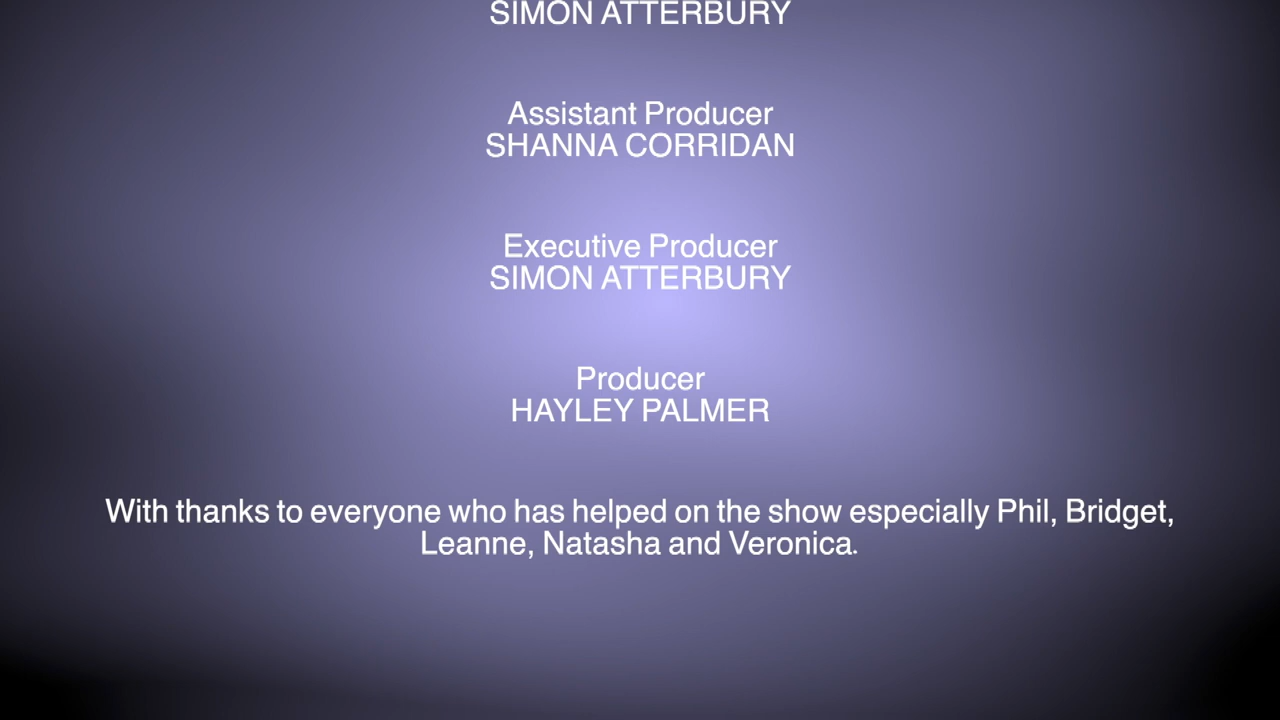 SIMON ATTERBURY
Assistant Producer
SHANNA CORRIDAN
Executive Producer
SIMON ATTERBURY
Producer
HAYLEY PALMER
With thanks to everyone who has helped on the show especially Phil, Bridget,
Leanne, Natasha and Veronica.